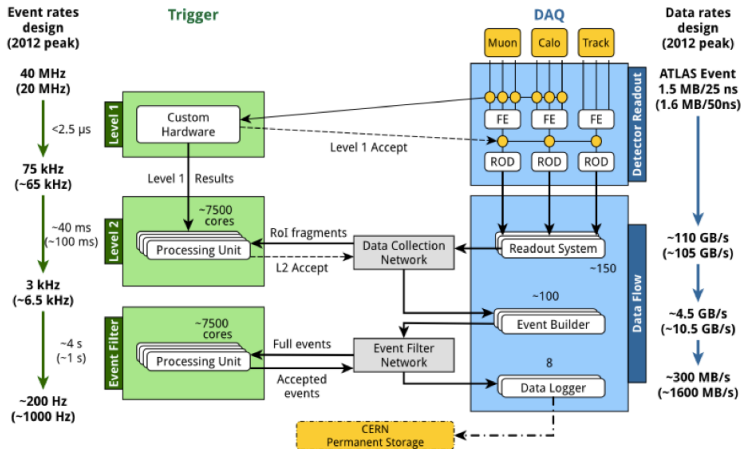 Event rates
design
(2012 peak)
Trigger
DAQ
Data rates
design
(2012 peak)
Muon
Calo
Track
40 MHz
(20 MHz)
ATLAS Event
1.5 MB/25 ns
(1.6 MB/50ns)
Level 1
Custom
Hardware
FE
FE
FE
Detector Readout
<2.5 µs
Level 1 Accept
ROD
ROD
ROD
75 kHz
(~65 kHz)
Level 1 Results
~7500
cores
Level 2
~40 ms
(~100 ms)
Processing Unit
RoI fragments
L2 Accept
Data Collection
Network
Readout System
~150
~110 GB/s
(~105 GB/s)
Data Flow
3 kHz
(~6.5 kHz)
~100
Event Builder
~4.5 GB/s
(~10.5 GB/s)
Event Filter
~7500
cores
~4 s
(~1 s)
Processing Unit
Full events
Accepted
events
Event Filter
Network
8
Data Logger
~300 MB/s
(~1600 MB/s)
~200 Hz
(~1000 Hz)
CERN
Permanent Storage